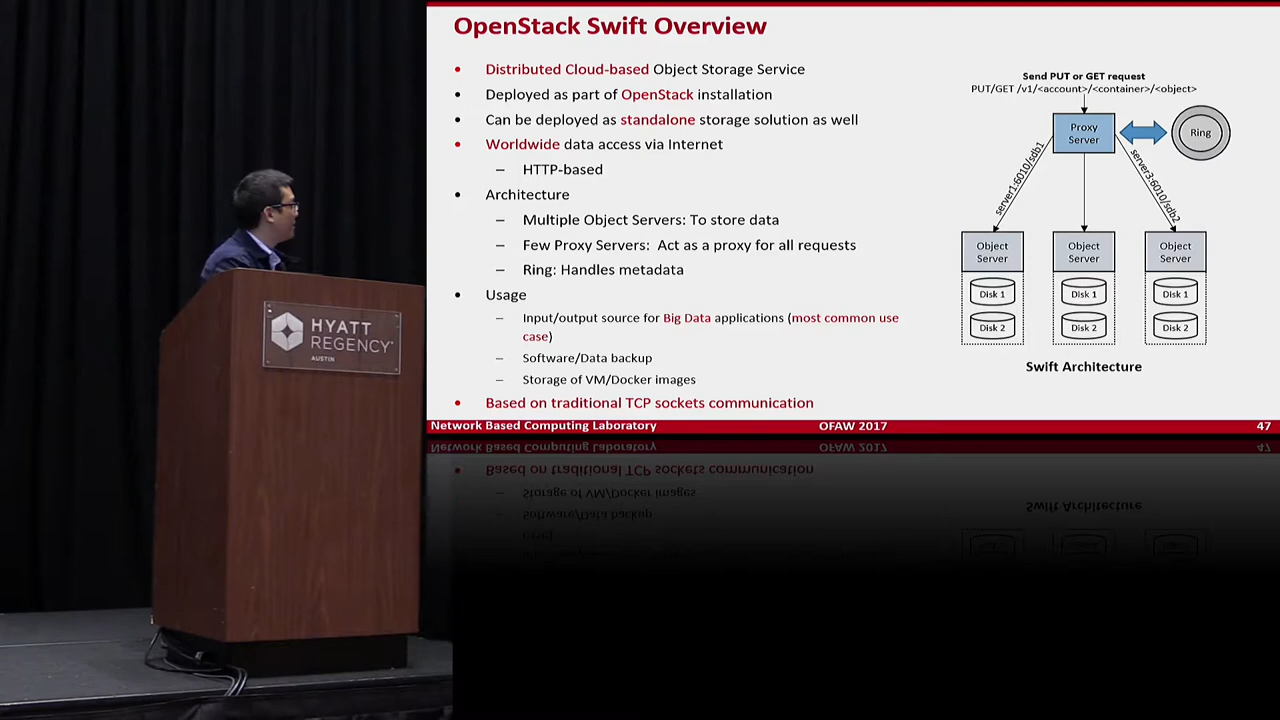 OpenStack Swift Overview
• Distributed Cloud-based Object Storage Service
• Deployed as part of OpenStack installation
• Can be deployed as standalone storage solution as well
• Worldwide data access via Internet
– HTTP-based
• Architecture
– Multiple Object Servers: To store data
– Few Proxy Servers: Act as a proxy for all requests
– Ring: Handles metadata
• Usage
– Input/output source for Big Data applications (most common use
case)
– Software/Data backup
– Storage of VM/Docker images
• Based on traditional TCP sockets communication
Send PUT or GET request
PUT/GET /v1/<account>/<container>/<object>
Proxy
Server
Ring
server1:6010/sdb1
server3:6010/sdb2
Object
Server
Object
Server
Object
Server
Disk 1
Disk 1
Disk 1
Disk 2
Disk 2
Disk 2
Swift Architecture
Network Based Computing Laboratory
OFAW 2017
47
HYATT
REGENCY
AUSTIN